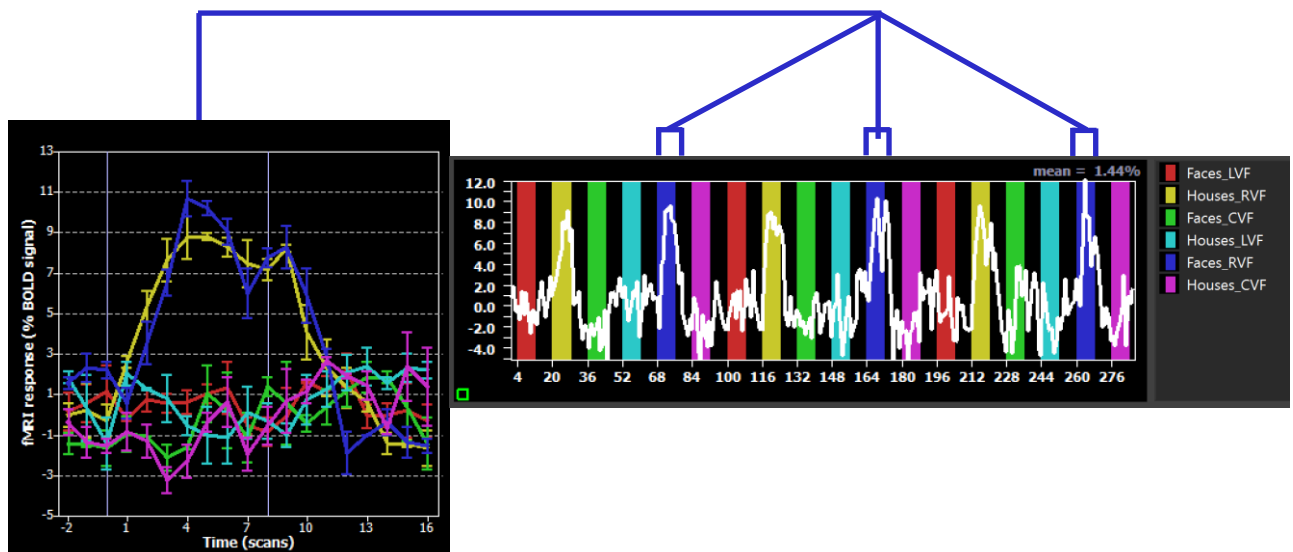 13
11
9
7
5
3
1
-1
-3
-5
fMRI response (% BOLD signal)
-2 1 4 7 10 13 16
Time (scans)
mean = 1.44%
12.0
10.0
8.0
6.0
4.0
2.0
0.0
-2.0
-4.0
4 20 36 52 68 84 100 116 132 148 164 180 196 212 228 244 260 276
Faces_LVF
Houses_RVF
Faces_CVF
Houses_LVF
Faces_RVF
Houses_CVF